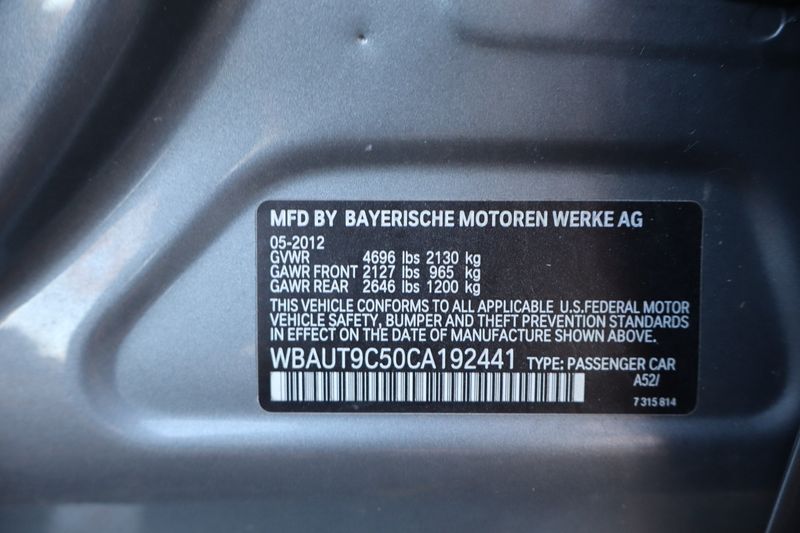 MFD BY BAYERISCHE MOTOREN WERKE AG
05-2012
GVWR 4696 lbs 2130 kg
GAWR FRONT 2127 lbs 965 kg
GAWR REAR 2646 lbs 1200 kg
THIS VEHICLE CONFORMS TO ALL APPLICABLE U.S.FEDERAL MOTOR
VEHICLE SAFETY, BUMPER AND THEFT PREVENTION STANDARDS
IN EFFECT ON THE DATE OF MANUFACTURE SHOWN ABOVE.
WBAUT9C50CA192441 TYPE: PASSENGER CAR
A52/
7 315 814